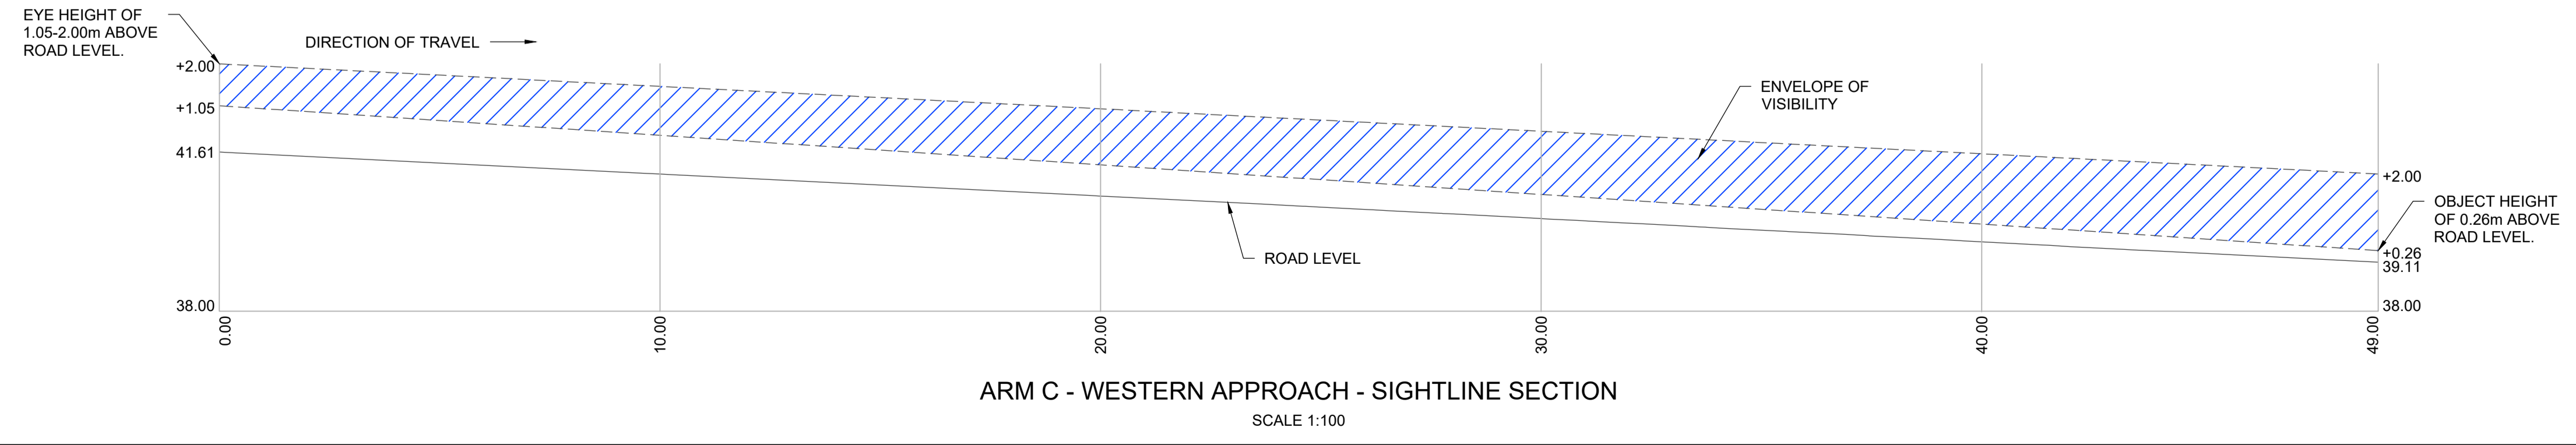 EYE HEIGHT OF
1.05-2.00m ABOVE
ROAD LEVEL.
DIRECTION OF TRAVEL
+2.00
+1.05
41.61
38.00
ENVELOPE OF
VISIBILITY
ROAD LEVEL
+2.00
OBJECT HEIGHT
OF 0.26m ABOVE
ROAD LEVEL.
+0.26
39.11
38.00
0.00
10.00
20.00
30.00
40.00
49.00
ARM C - WESTERN APPROACH - SIGHTLINE SECTION
SCALE 1:100